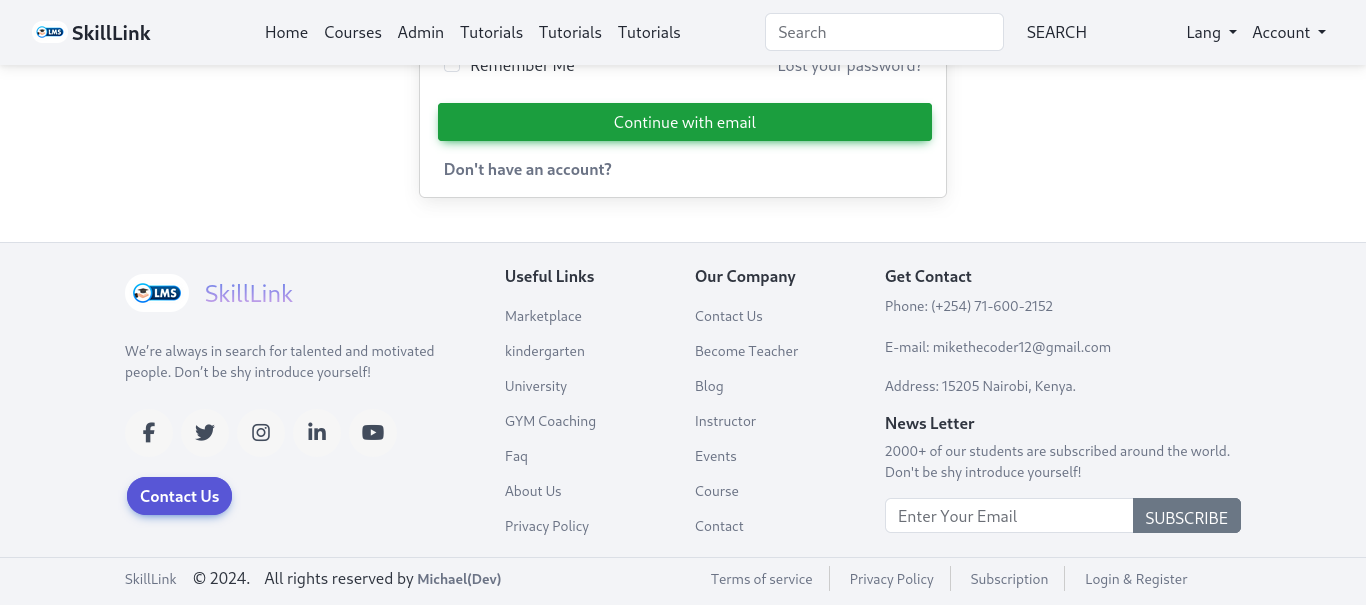 LMS SkillLink Home Courses Admin Tutorials Tutorials Tutorials Search SEARCH Lang Account
Remember Me Lost your password?
Continue with email
Don't have an account?
LMS SkillLink
We’re always in search for talented and motivated
people. Don’t be shy introduce yourself!
Contact Us
Useful Links
Marketplace
kindergarten
University
GYM Coaching
Faq
About Us
Privacy Policy
Our Company
Contact Us
Become Teacher
Blog
Instructor
Events
Course
Contact
Get Contact
Phone: (+254) 71-600-2152
E-mail: mikethecoder12@gmail.com
Address: 15205 Nairobi, Kenya.
News Letter
2000+ of our students are subscribed around the world.
Don't be shy introduce yourself!
Enter Your Email SUBSCRIBE
SkillLink © 2024. All rights reserved by Michael(Dev) Terms of service Privacy Policy Subscription Login & Register